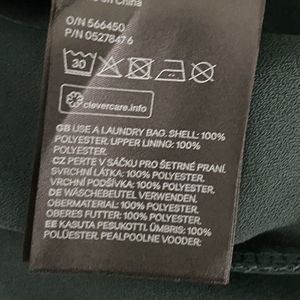 China
O/N 566450
P/N 05278476
30
clevercare.info
GB USE A LAUNDRY BAG. SHELL: 100%
POLYESTER. UPPER LINING: 100%
POLYESTER.
CZ PERTE V SÁČKU PRO ŠETRNÉ PRANÍ.
SVRCHNÍ LÁTKA: 100% POLYESTER.
VRCHNÍ PODŠÍVKA: 100% POLYESTER.
DE WÄSCHEBEUTEL VERWENDEN.
OBERMATERIAL: 100% POLYESTER.
OBERES FUTTER: 100% POLYESTER.
EE KASUTA PESUKOTTI. ÜMBRIS: 100%
POLÜESTER. PEALPOOLNE VOODER: